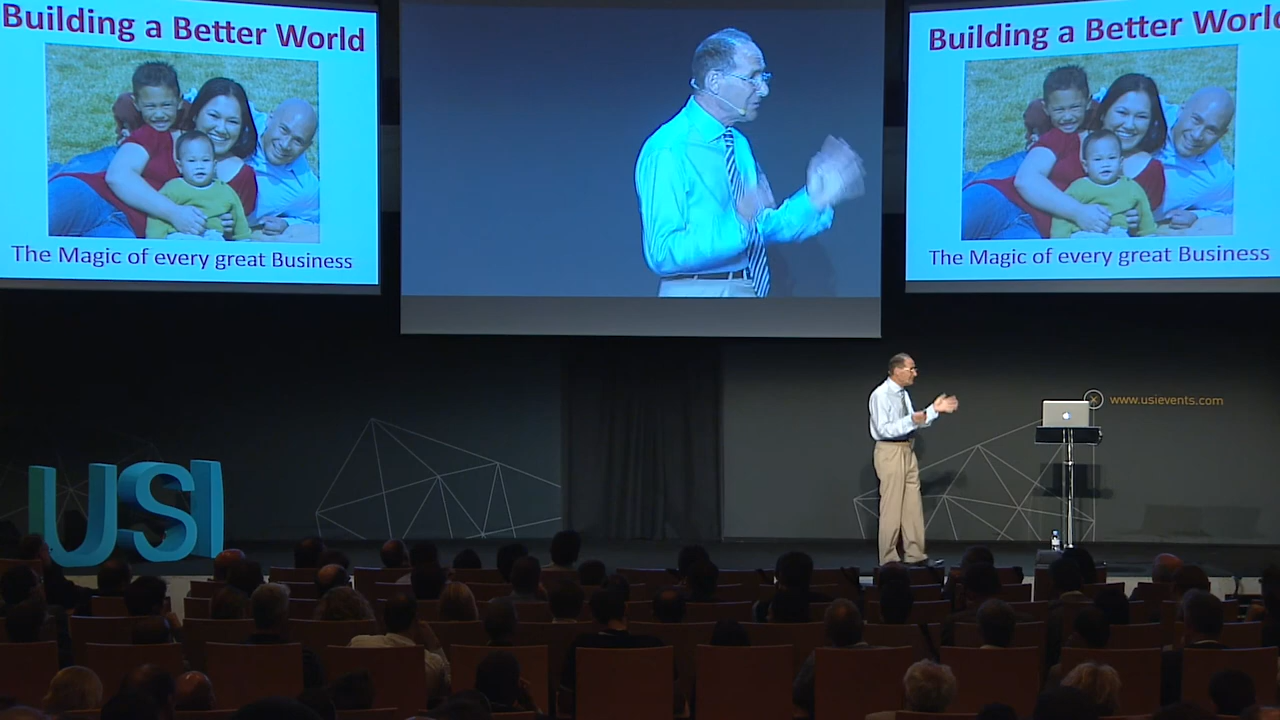 Building a Better World
The Magic of every great Business
Building a Better World
The Magic of every great Business
www.usievents.com
USI